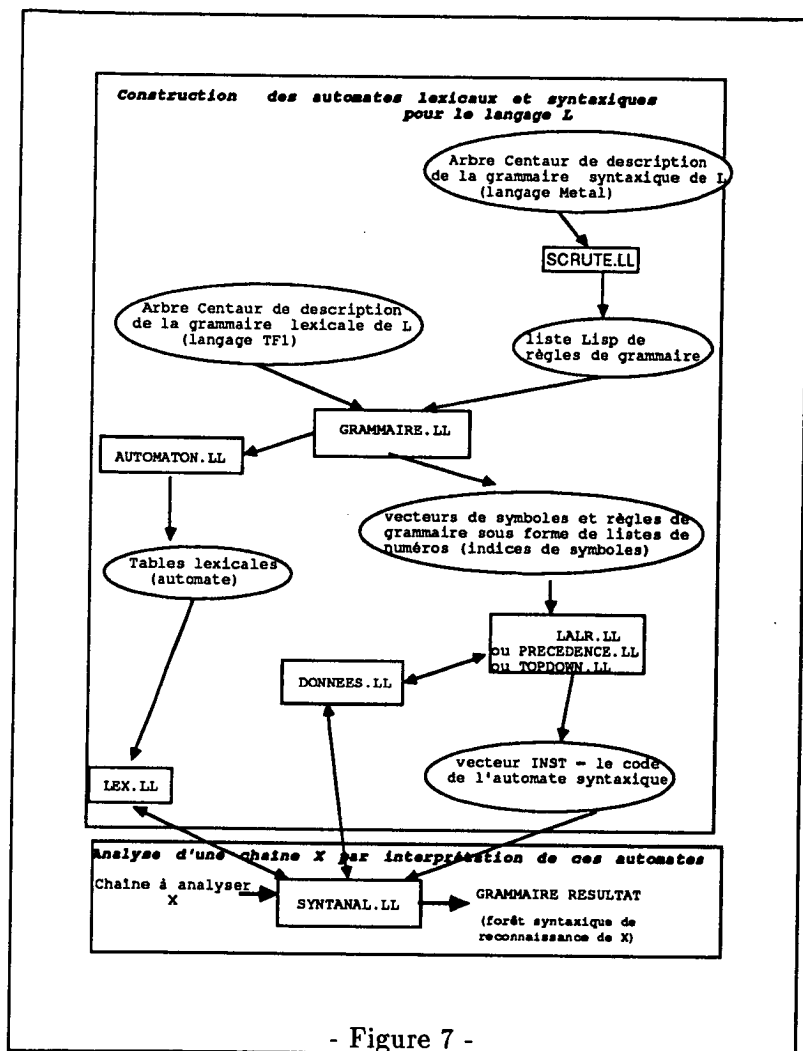 Construction des automates lexicaux et syntaxiques
pour le langage L
Arbre Centaur de description
de la grammaire syntaxique de L
(langage Metal)
SCRUTE.LL
Arbre Centaur de description
de la grammaire lexicale de L
(langage TF1)
liste Lisp de
règles de grammaire
GRAMMAIRE.LL
AUTOMATON.LL
vecteurs de symboles et règles de
grammaire sous forme de listes de
numéros (indices de symboles)
Tables lexicales
(automate)
LALR.LL
ou PRECEDENCE.LL
ou TOPDOWN.LL
DONNEES.LL
vecteur INST - le code
de l'automate syntaxique
LEX.LL
Analyse d'une chaine X par interprétation de ces automates
Chaîne à analyser
X
SYNTANAL.LL
GRAMMAIRE RESULTAT
(forêt syntaxique de
reconnaissance de X)
- Figure 7 -